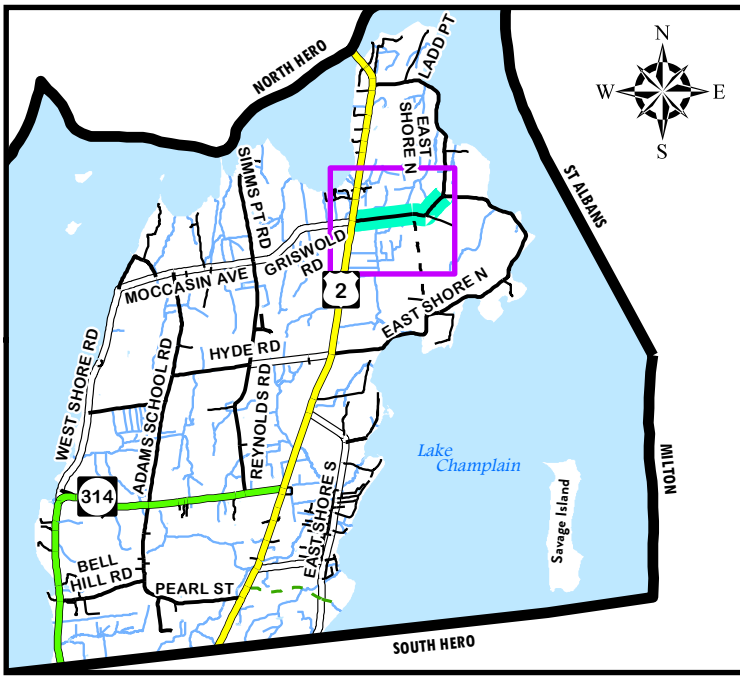 N
W
E
S
NORTH HERO
LADD PT
EAST
SHORE N
SIMMS PT RD
ST ALBANS
GRISWOLD
RD
MOCCASIN AVE
2
EAST SHORE N
HYDE RD
WEST SHORE RD
ADAMS SCHOOL RD
REYNOLDS RD
Lake
Champlain
MILTON
314
EAST SHORE S
Savage Island
BELL
HILL RD
PEARL ST
SOUTH HERO